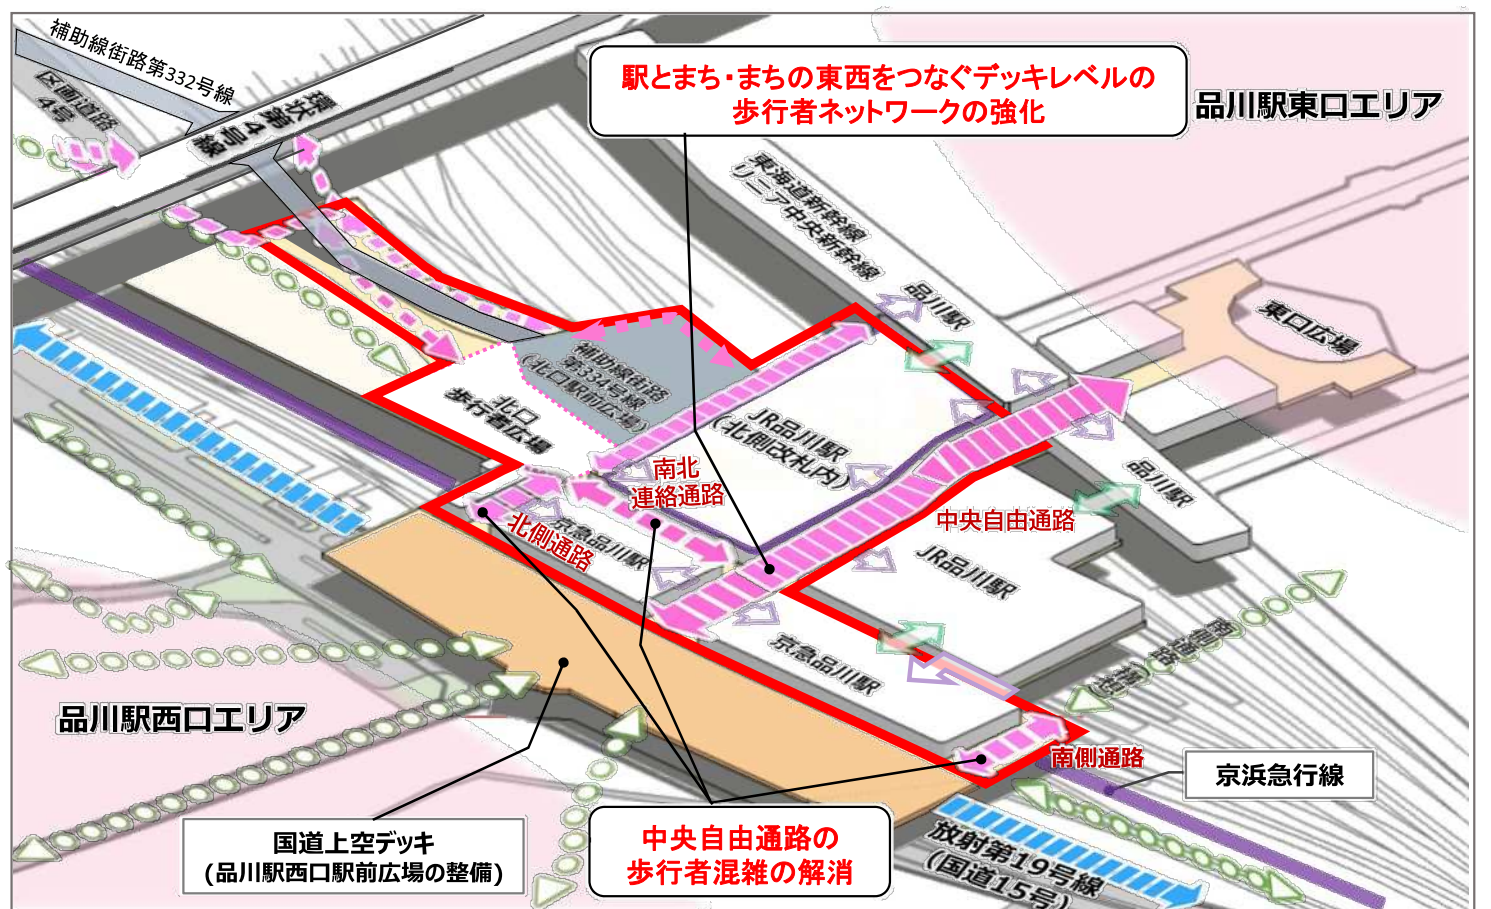 補助線街路第332号線
区画道路
4号
環状第4号線
駅とまち・まちの東西をつなぐデッキレベルの
歩行者ネットワークの強化
品川駅東口エリア
東海道新幹線
リニア中央新幹線
品川駅
東口広場
補助線街路
第334号線
(北口駅前広場)
北口
歩行者広場
JR品川駅
(北側改札内)
南北
連絡通路
品川駅
中央自由通路
北側通路
京急品川駅
JR品川駅
京急品川駅
南側通路
品川駅西口エリア
南側通路
京浜急行線
国道上空デッキ
(品川駅西口駅前広場の整備)
中央自由通路の
歩行者混雑の解消
放射第19号線
(国道15号)